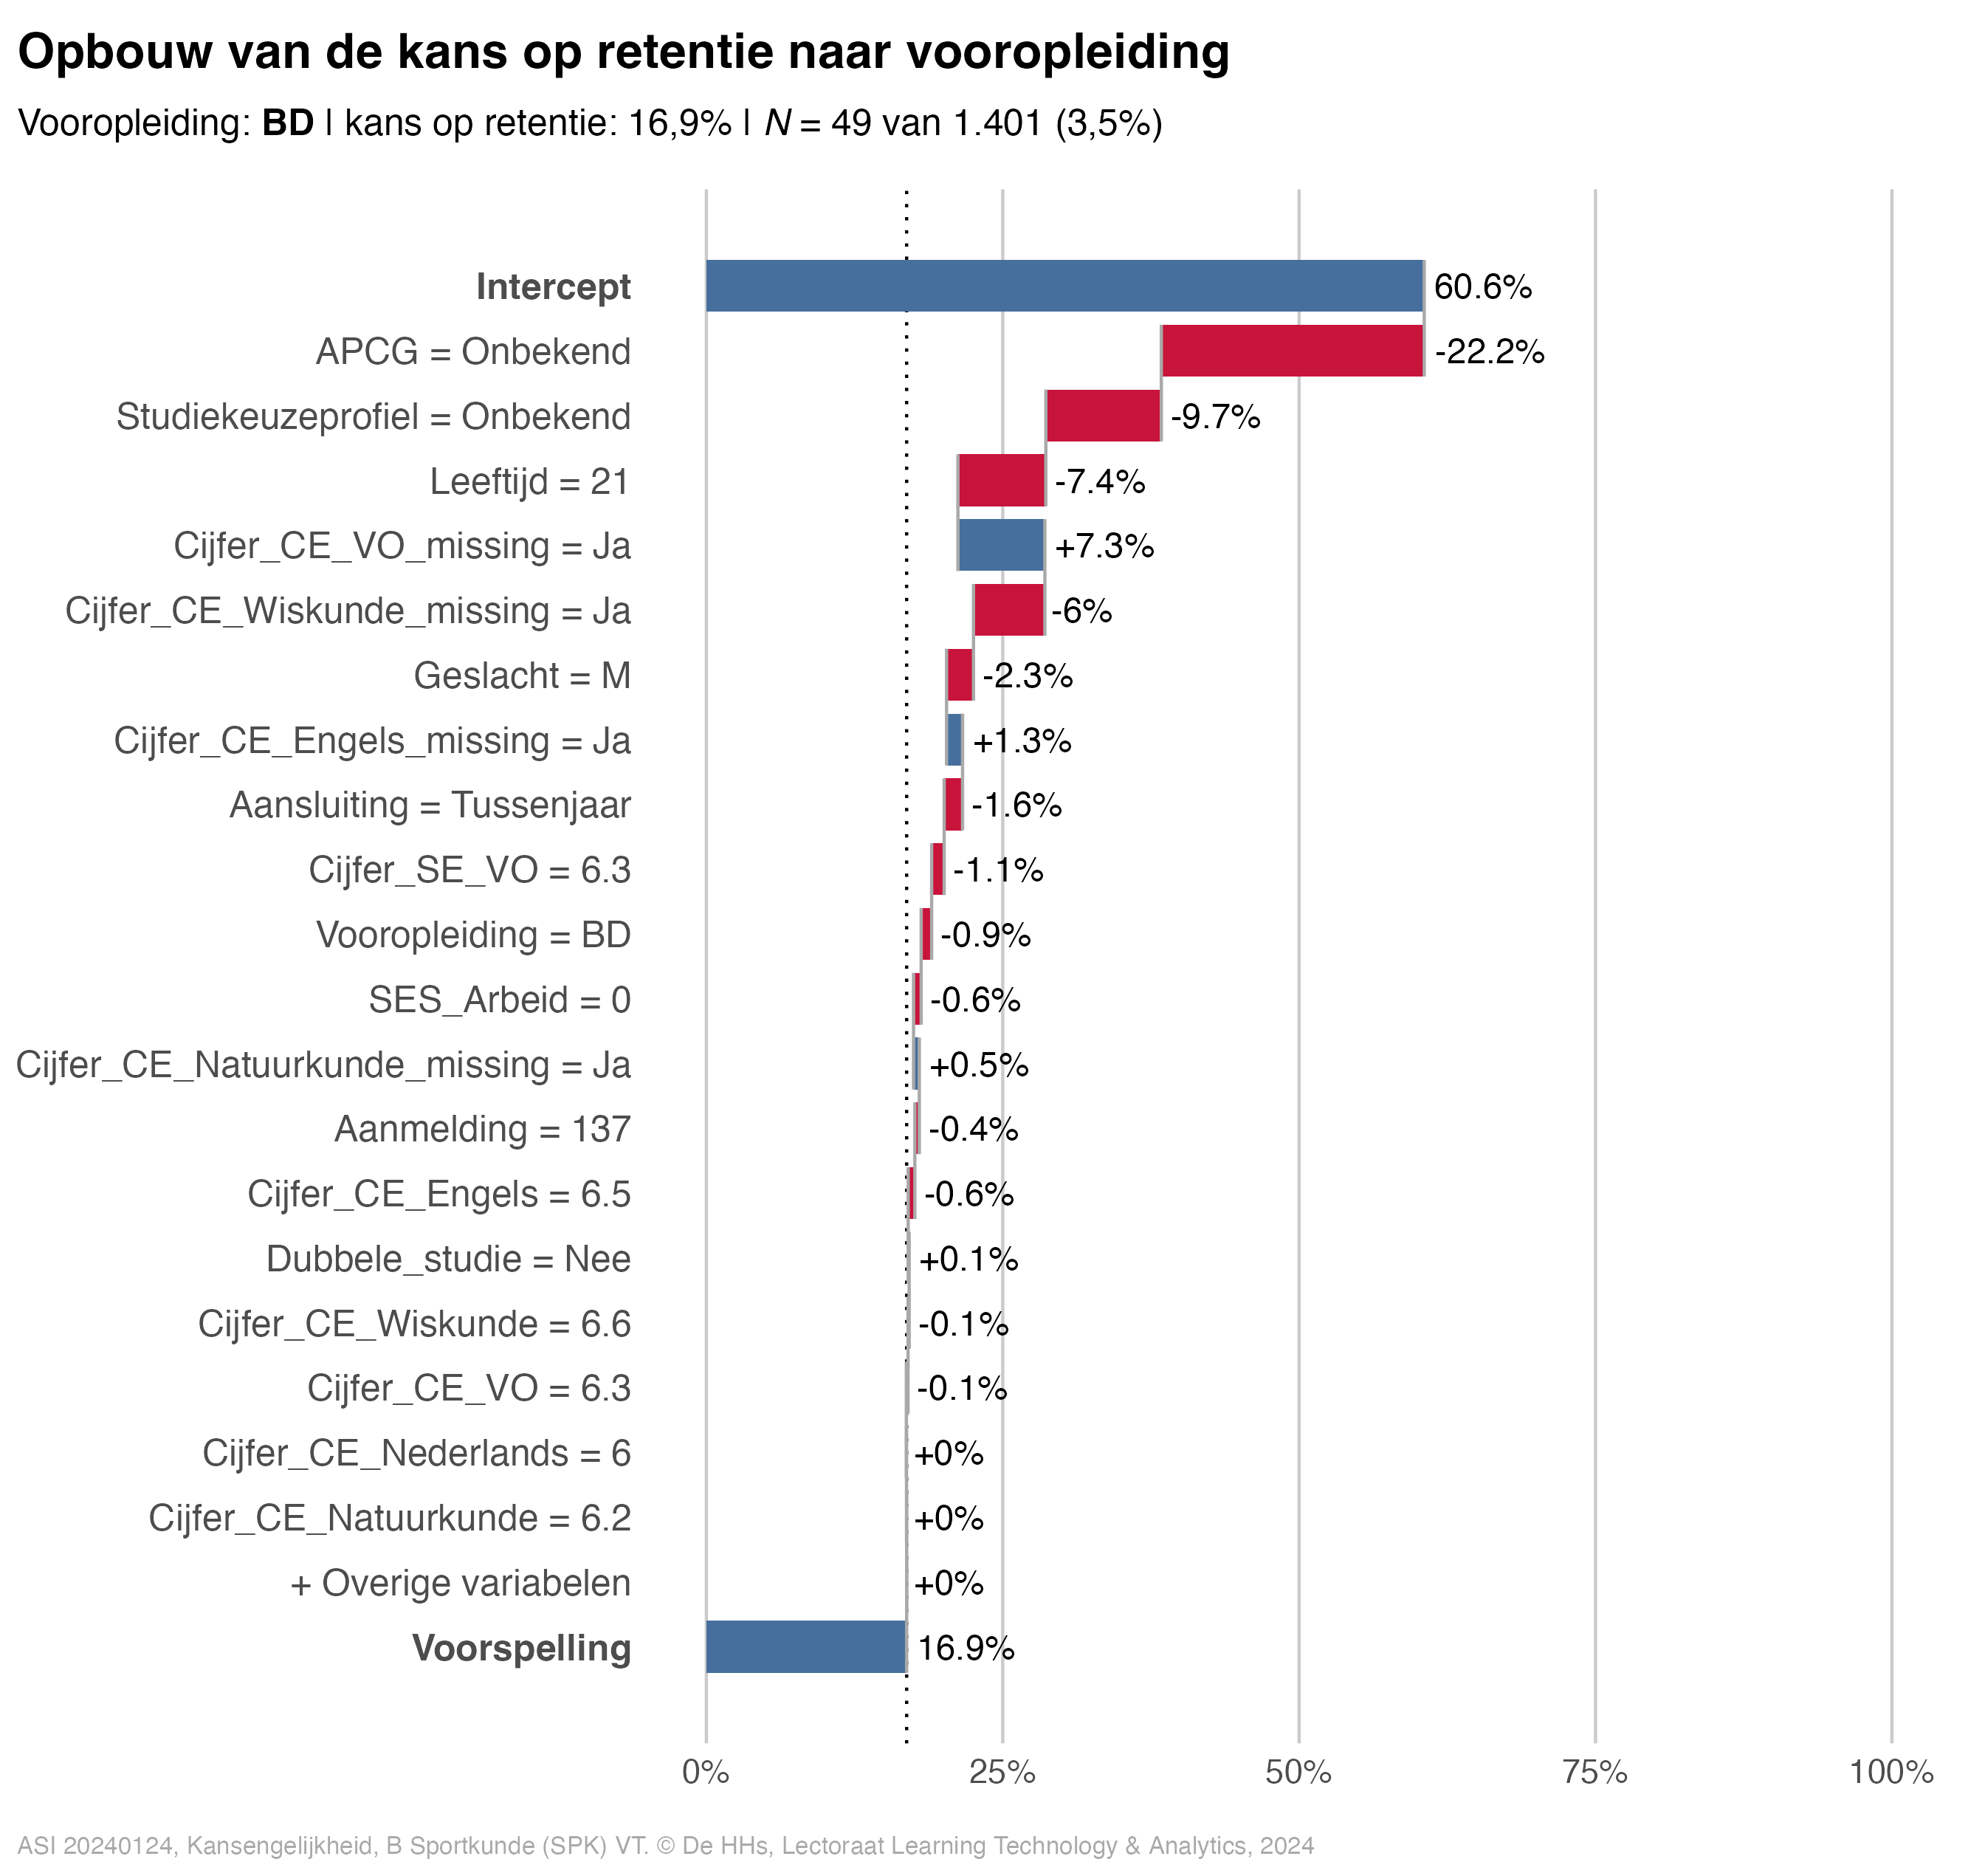 Opbouw van de kans op retentie naar vooropleiding
Vooropleiding: BD | kans op retentie: 16,9% | N = 49 van 1.401 (3,5%)
Intercept 60.6%
APCG = Onbekend -22.2%
Studiekeuzeprofiel = Onbekend -9.7%
Leeftijd = 21 -7.4%
Cijfer_CE_VO_missing = Ja +7.3%
Cijfer_CE_Wiskunde_missing = Ja -6%
Geslacht = M -2.3%
Cijfer_CE_Engels_missing = Ja +1.3%
Aansluiting = Tussenjaar -1.6%
Cijfer_SE_VO = 6.3 -1.1%
Vooropleiding = BD -0.9%
SES_Arbeid = 0 -0.6%
Cijfer_CE_Natuurkunde_missing = Ja +0.5%
Aanmelding = 137 -0.4%
Cijfer_CE_Engels = 6.5 -0.6%
Dubbele_studie = Nee +0.1%
Cijfer_CE_Wiskunde = 6.6 -0.1%
Cijfer_CE_VO = 6.3 -0.1%
Cijfer_CE_Nederlands = 6 +0%
Cijfer_CE_Natuurkunde = 6.2 +0%
+ Overige variabelen +0%
Voorspelling 16.9%
0% 25% 50% 75% 100%
ASI 20240124, Kansengelijkheid, B Sportkunde (SPK) VT. © De HHs, Lectoraat Learning Technology & Analytics, 2024